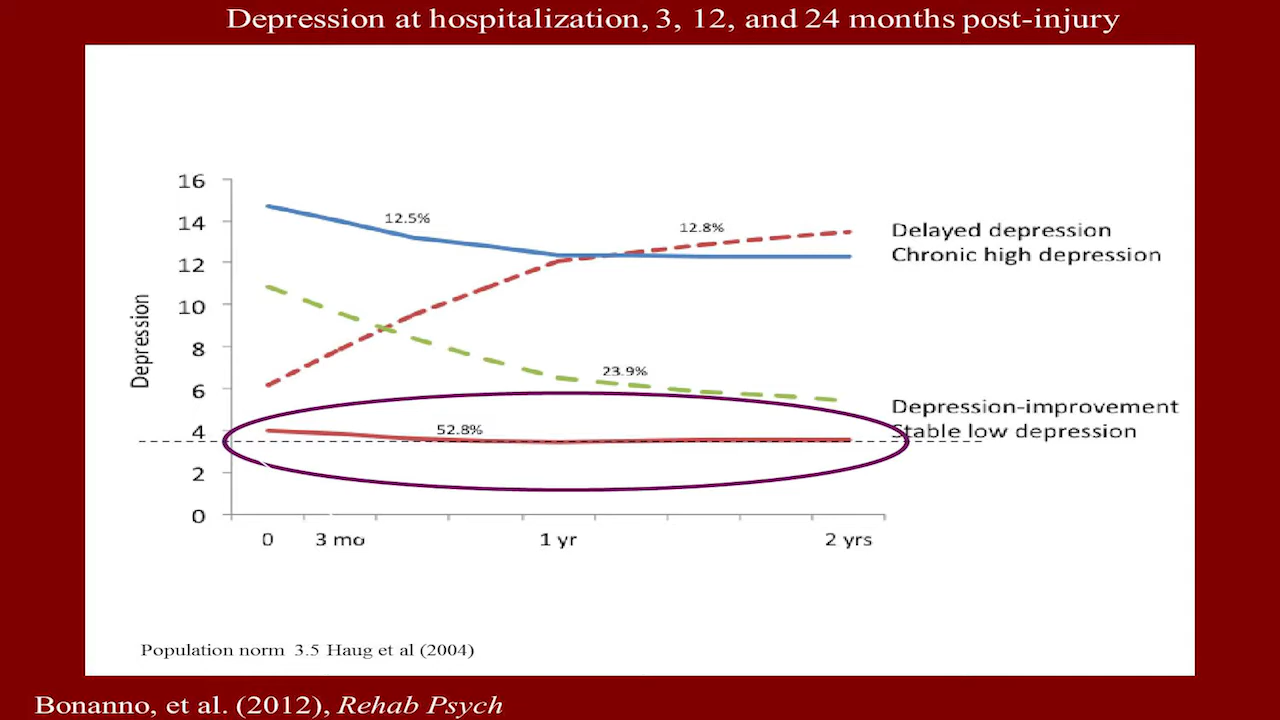 Depression at hospitalization, 3, 12, and 24 months post-injury
16
14
12
10
8
6
4
2
0
Depression
12.5%
12.8%
23.9%
52.8%
Delayed depression
Chronic high depression
Depression-improvement
Stable low depression
0 3 mo 1 yr 2 yrs
Population norm 3.5 Haug et al (2004)
Bonanno, et al. (2012), Rehab Psych